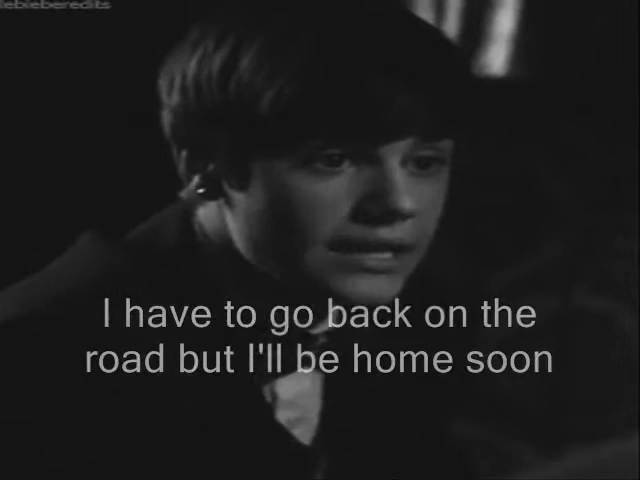 lebieberedits
I have to go back on the
road but I'll be home soon